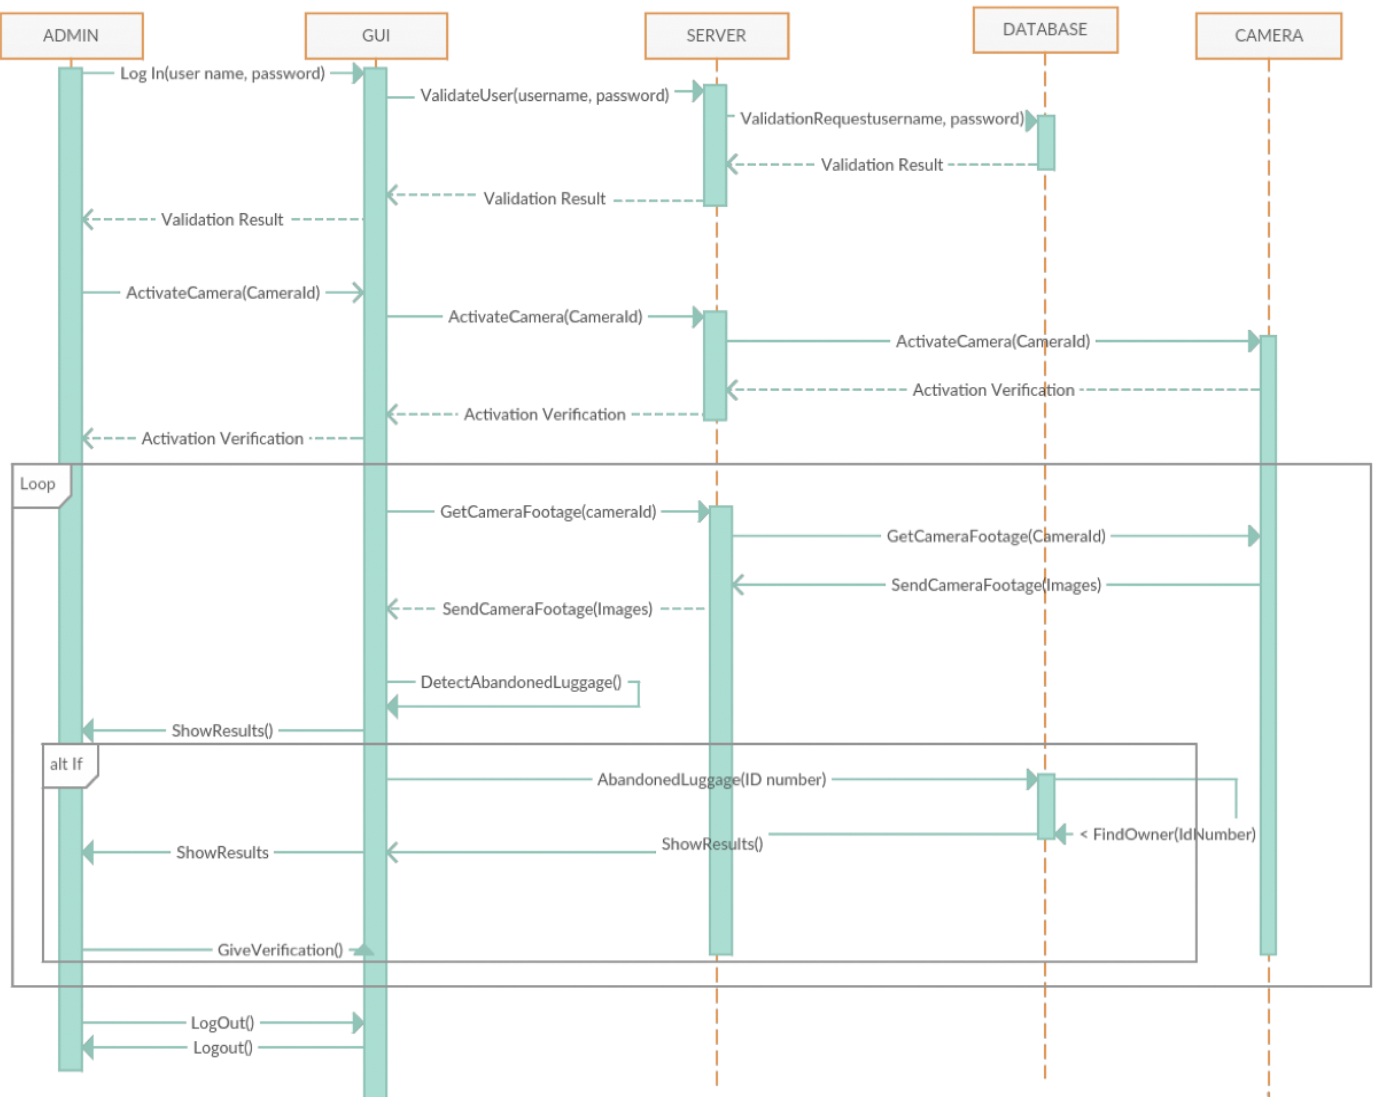 ADMIN
GUI
SERVER
DATABASE
CAMERA
Log In(user name, password)
ValidateUser(username, password)
ValidationRequestusername, password)
Validation Result
Validation Result
Validation Result
ActivateCamera(CameraId)
ActivateCamera(CameraId)
ActivateCamera(CameraId)
Activation Verification
Activation Verification
Activation Verification
Loop
GetCameraFootage(cameraId)
GetCameraFootage(CameraId)
SendCameraFootage(Images)
SendCameraFootage(Images)
DetectAbandonedLuggage()
ShowResults()
alt If
AbandonedLuggage(ID number)
< FindOwner(IdNumber)
ShowResults()
ShowResults
GiveVerification()
LogOut()
Logout()